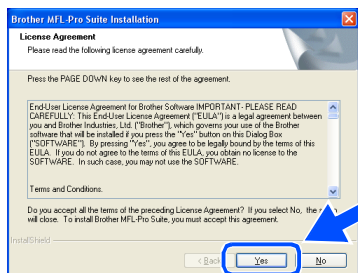 Brother MFL-Pro Suite Installation
License Agreement
Please read the following license agreement carefully.
Press the PAGE DOWN key to see the rest of the agreement.
End-User License Agreement for Brother Software IMPORTANT- PLEASE READ
CAREFULLY: This End-User License Agreement ("EULA") is a legal agreement between
you and Brother Industries, Ltd. ("Brother"), which governs your use of the Brother
software that will be installed if you press the "Yes" button on this Dialog Box
("SOFTWARE"). By pressing "Yes", you agree to be legally bound by the terms of this
EULA. If you do not agree to the terms of this EULA, you obtain no license to the
SOFTWARE. In such case, you may not use the SOFTWARE.
Terms and Conditions.
Do you accept all the terms of the preceding License Agreement? If you select No, the
will close. To install Brother MFL-Pro Suite, you must accept this agreement.
InstallShield
< Back
Yes
No